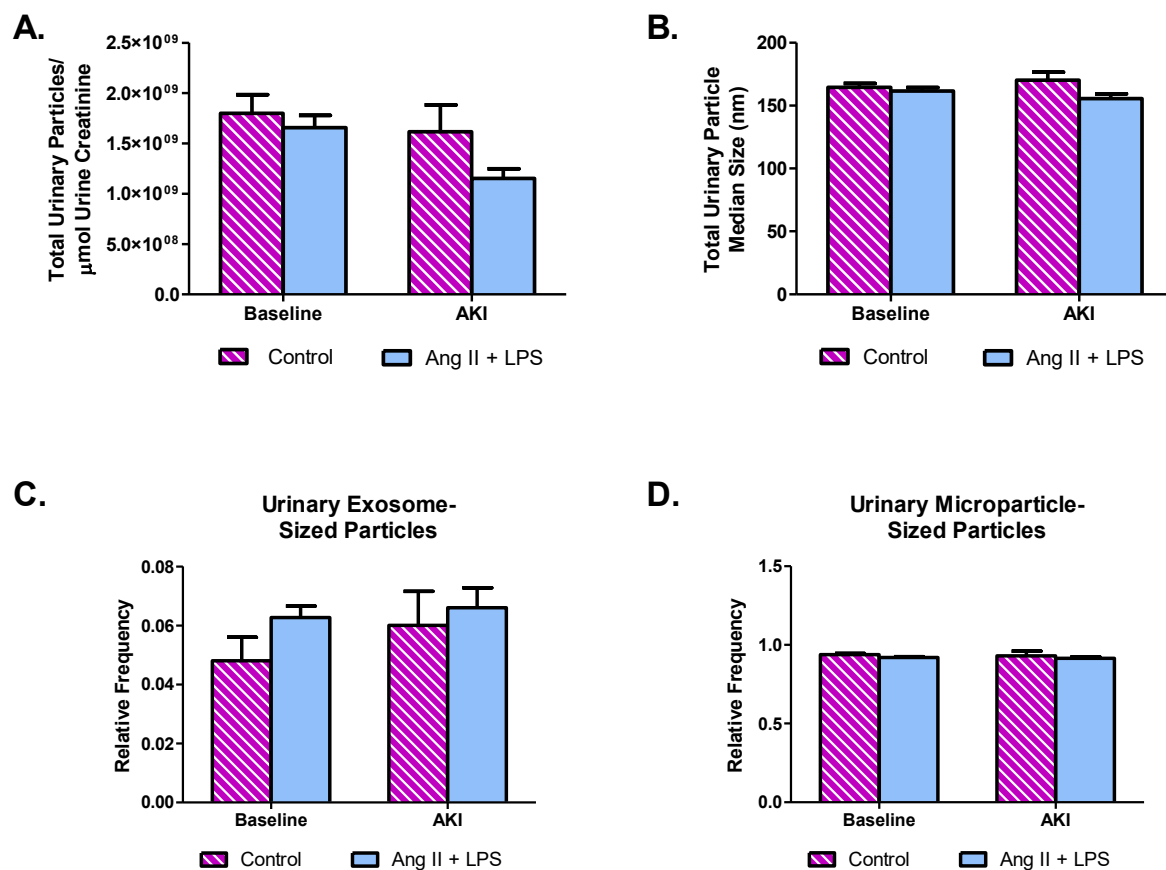 A.
Total Urinary Particles/
µmol Urine Creatinine
2.5×10⁰⁹
2.0×10⁰⁹
1.5×10⁰⁹
1.0×10⁰⁹
5.0×10⁰⁸
0.0
Baseline
AKI
Control
Ang II + LPS
B.
Total Urinary Particle
Median Size (nm)
200
150
100
50
0
Baseline
AKI
Control
Ang II + LPS
C.
Urinary Exosome-
Sized Particles
Relative Frequency
0.08
0.06
0.04
0.02
0.00
Baseline
AKI
Control
Ang II + LPS
D.
Urinary Microparticle-
Sized Particles
Relative Frequency
1.5
1.0
0.5
0.0
Baseline
AKI
Control
Ang II + LPS